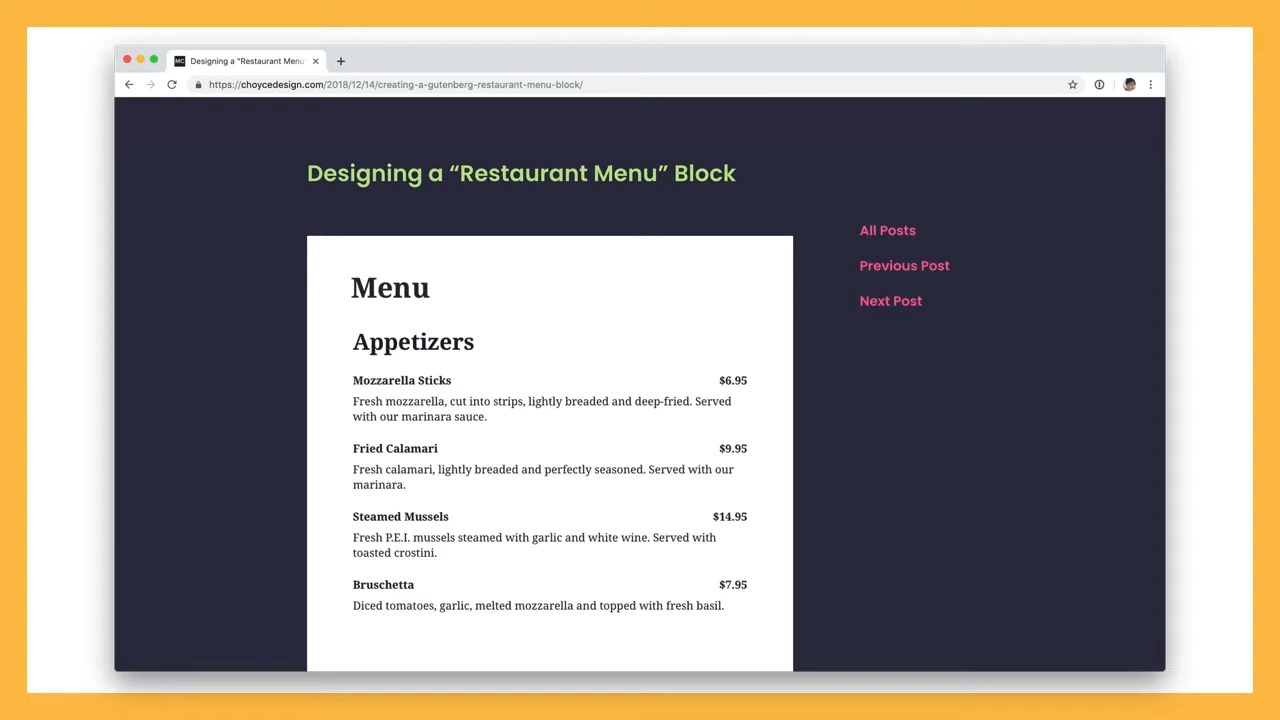 MC Designing a “Restaurant Menu
https://choycedesign.com/2018/12/14/creating-a-gutenberg-restaurant-menu-block/
Designing a “Restaurant Menu” Block
All Posts
Previous Post
Next Post
Menu
Appetizers
Mozzarella Sticks $6.95
Fresh mozzarella, cut into strips, lightly breaded and deep-fried. Served
with our marinara sauce.
Fried Calamari $9.95
Fresh calamari, lightly breaded and perfectly seasoned. Served with our
marinara.
Steamed Mussels $14.95
Fresh P.E.I. mussels steamed with garlic and white wine. Served with
toasted crostini.
Bruschetta $7.95
Diced tomatoes, garlic, melted mozzarella and topped with fresh basil.